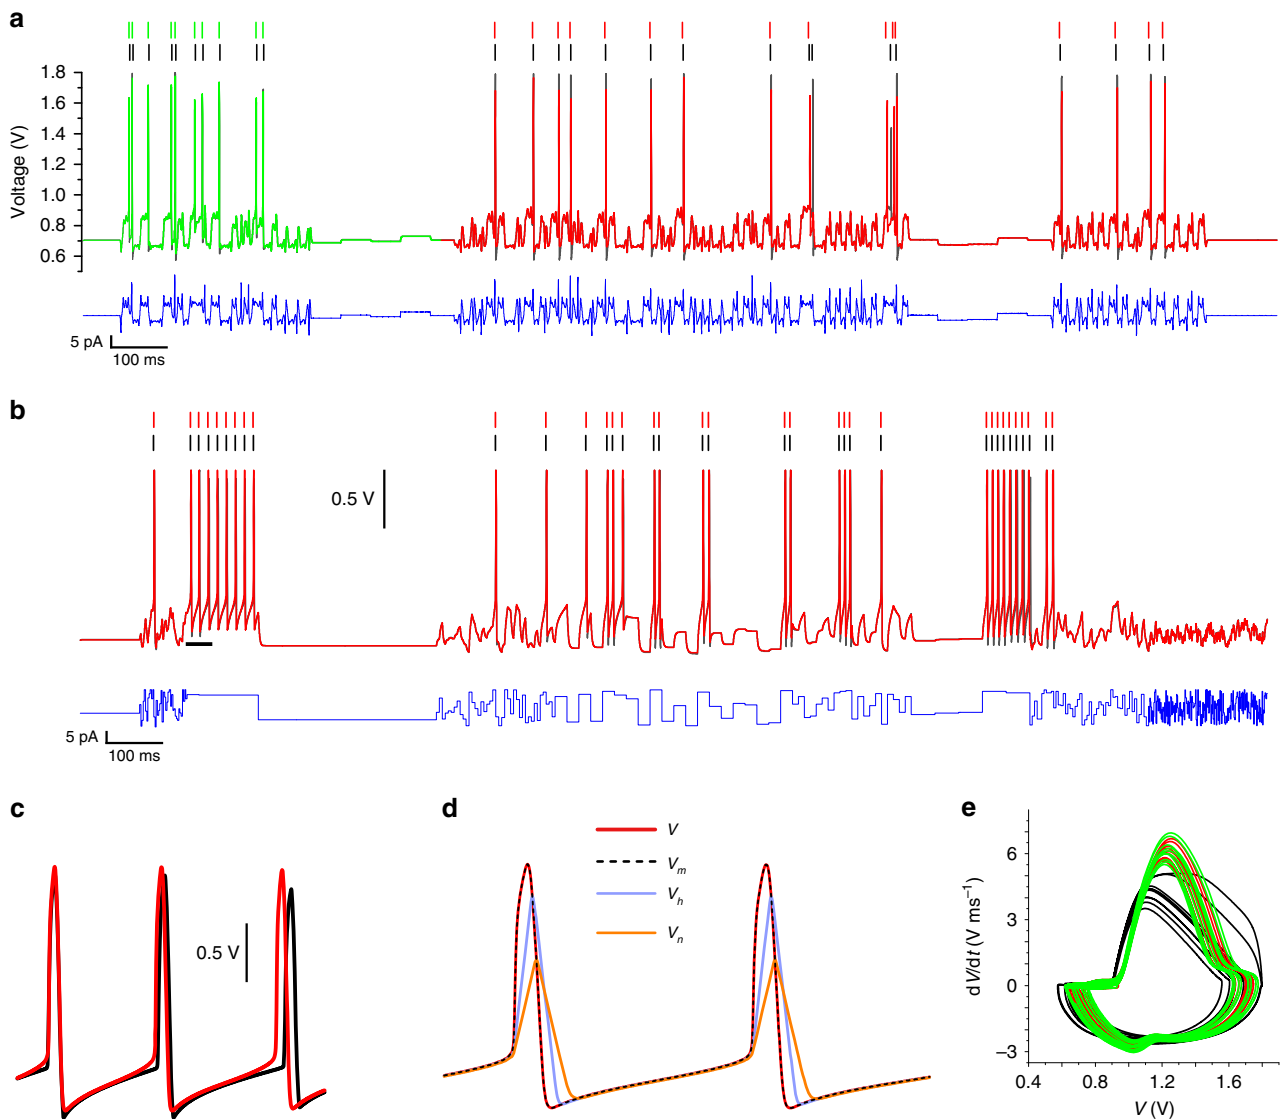 a
Voltage (V)
1.8
1.6
1.4
1.2
1.0
0.8
0.6
5 pA
100 ms
b
0.5 V
5 pA
100 ms
c
0.5 V
d
V
Vm
Vh
Vn
e
dV/dt (V ms⁻¹)
6
3
0
–3
0.4 0.8 1.2 1.6
V (V)